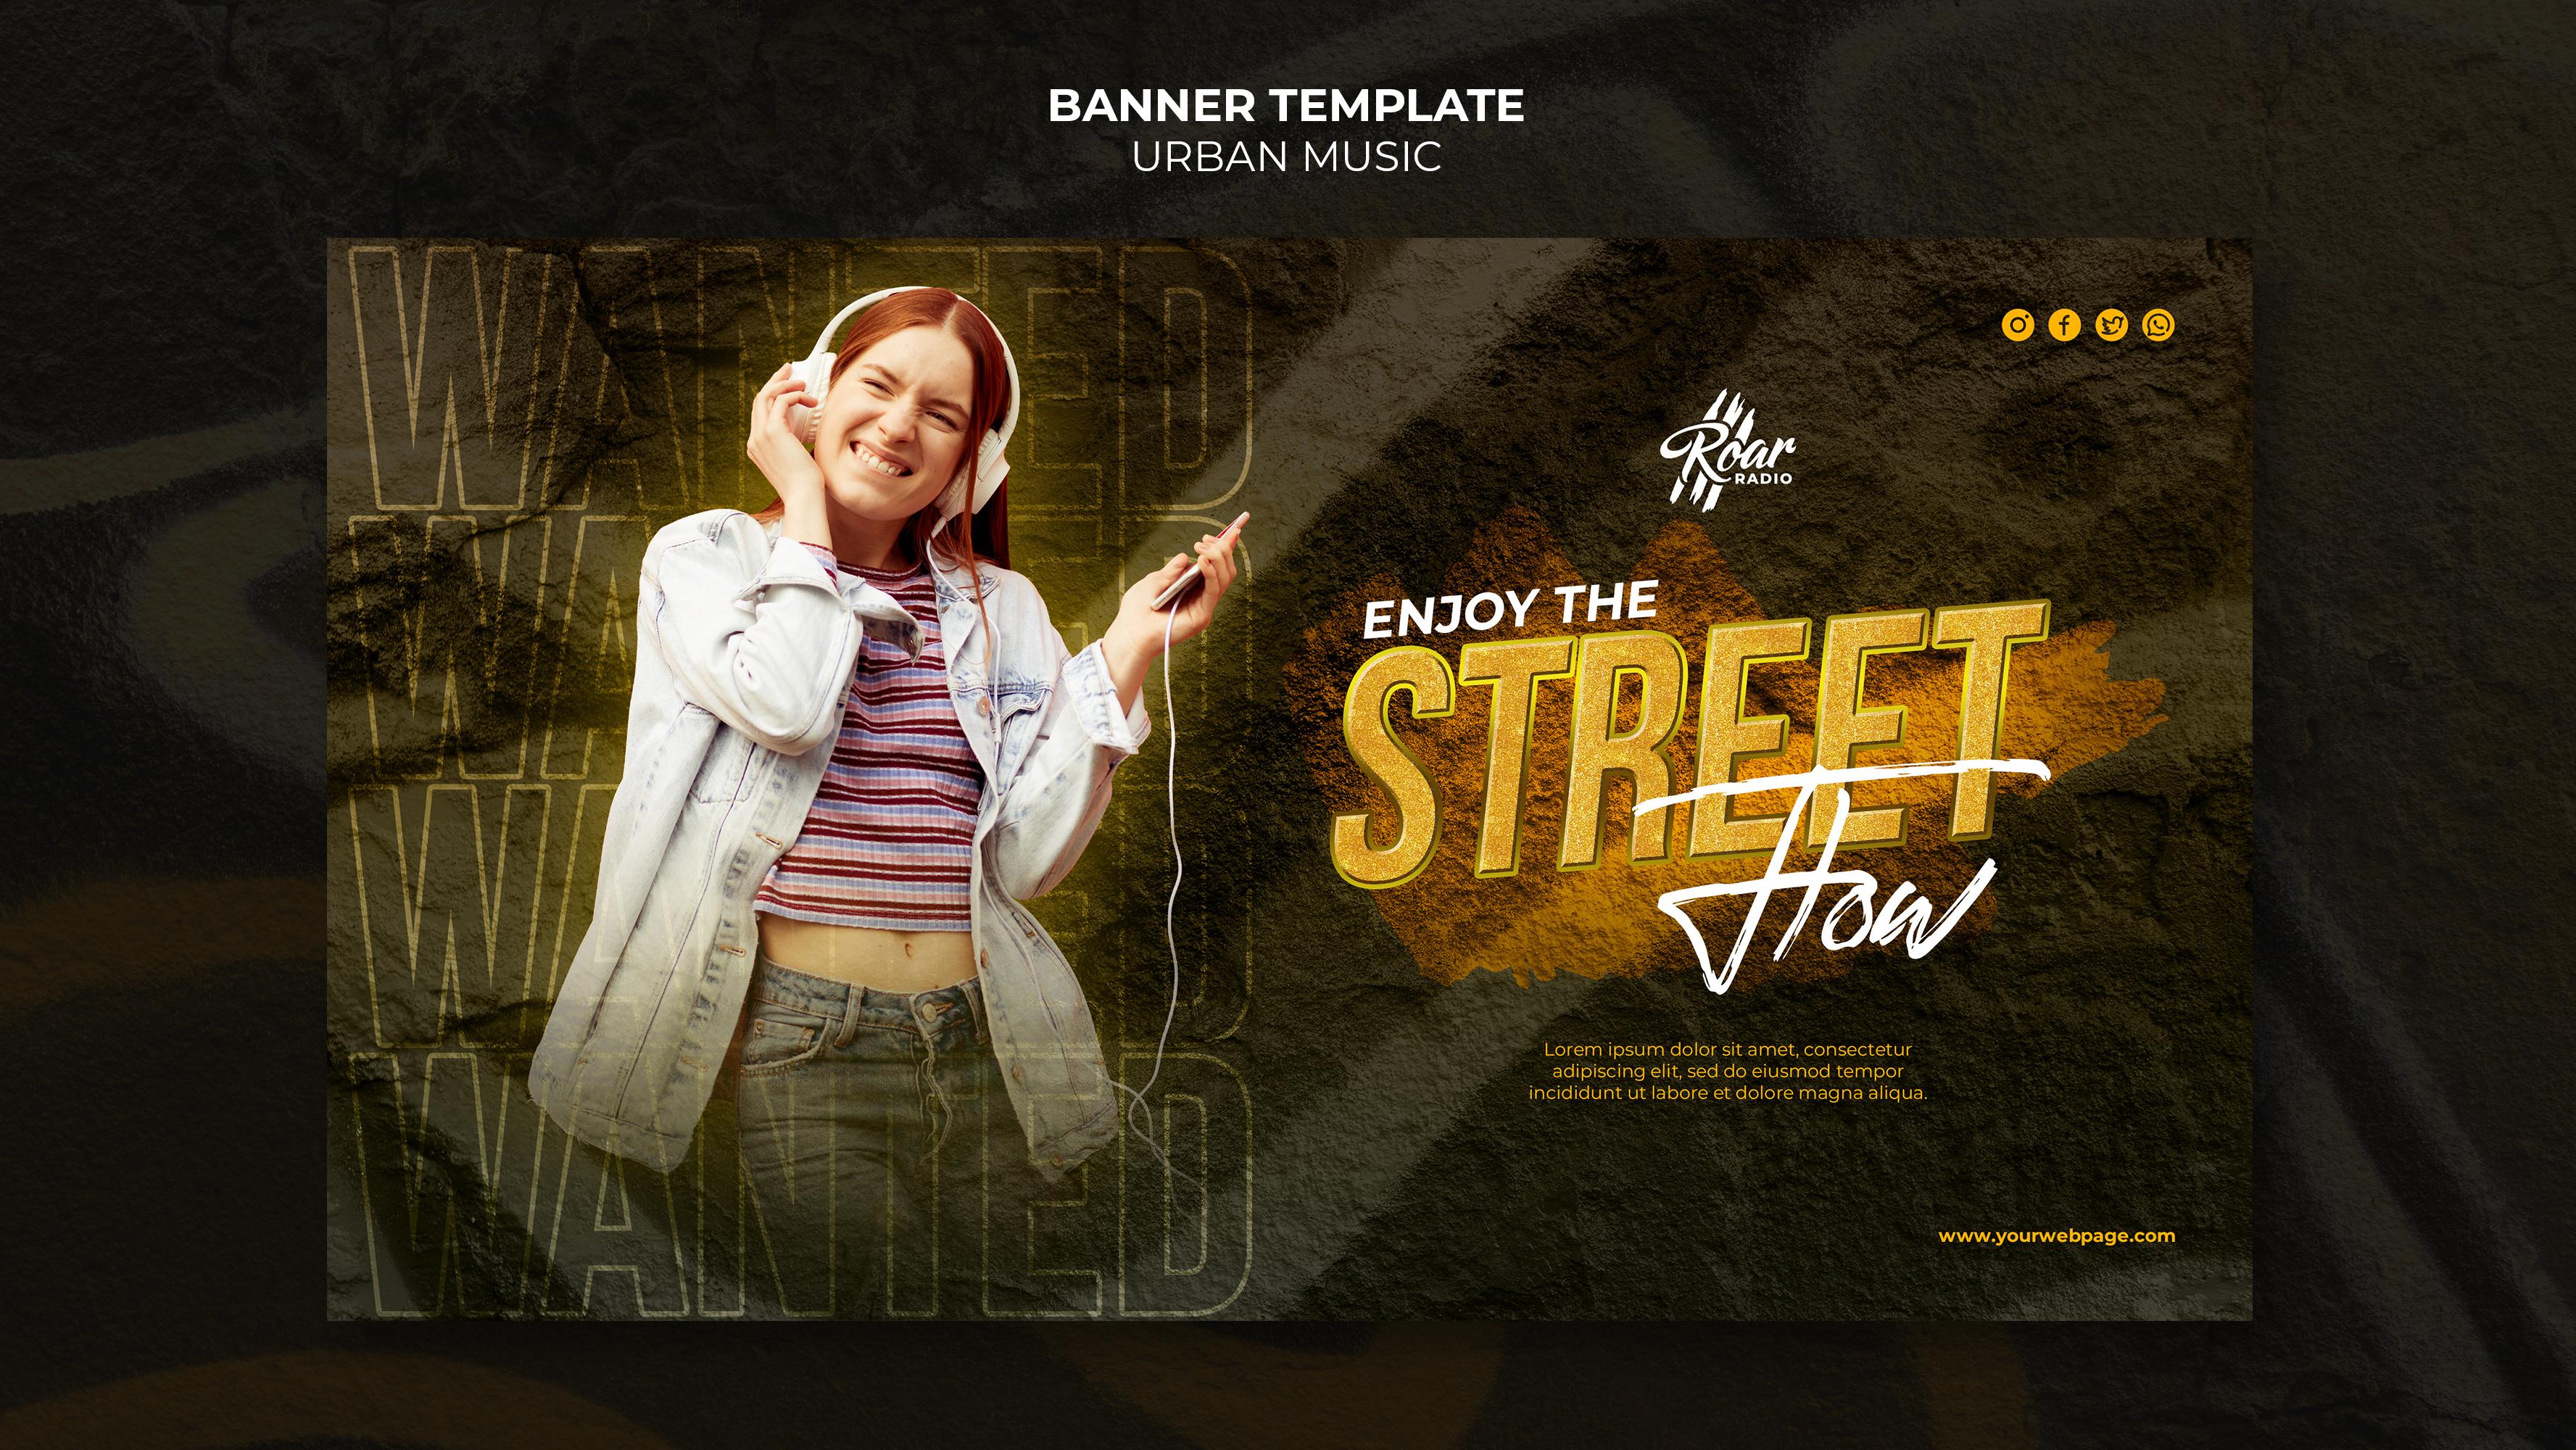 BANNER TEMPLATE
URBAN MUSIC
WANTED
WANTED
WANTED
WANTED
Roar
RADIO
ENJOY THE
STREET
Flow
Lorem ipsum dolor sit amet, consectetur
adipiscing elit, sed do eiusmod tempor
incididunt ut labore et dolore magna aliqua.
www.yourwebpage.com